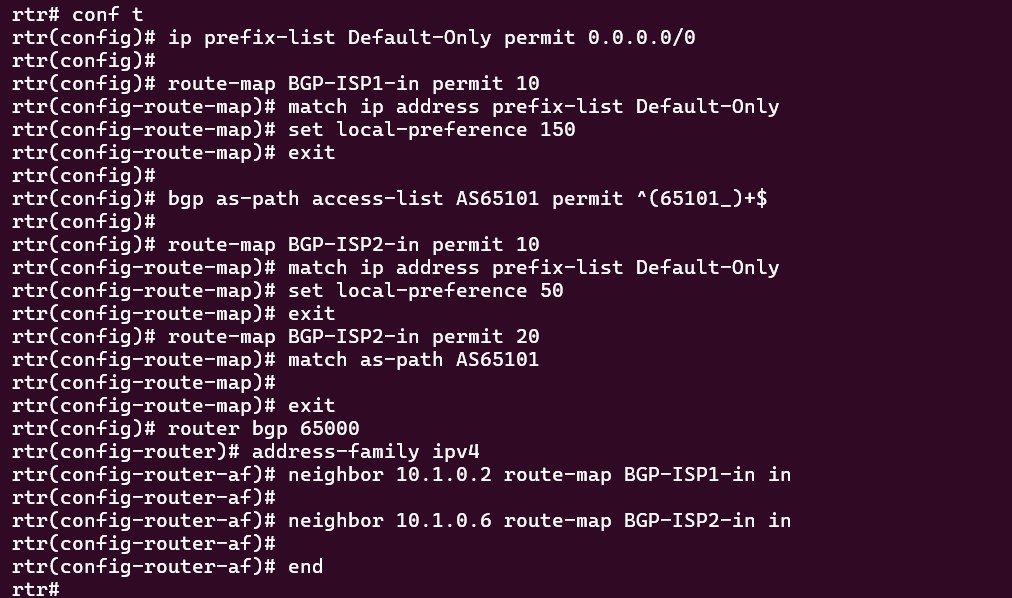 rtr# conf t
rtr(config)# ip prefix-list Default-Only permit 0.0.0.0/0
rtr(config)#
rtr(config)# route-map BGP-ISP1-in permit 10
rtr(config-route-map)# match ip address prefix-list Default-Only
rtr(config-route-map)# set local-preference 150
rtr(config-route-map)# exit
rtr(config)#
rtr(config)# bgp as-path access-list AS65101 permit ^(65101_)+$
rtr(config)#
rtr(config)# route-map BGP-ISP2-in permit 10
rtr(config-route-map)# match ip address prefix-list Default-Only
rtr(config-route-map)# set local-preference 50
rtr(config-route-map)# exit
rtr(config)# route-map BGP-ISP2-in permit 20
rtr(config-route-map)# match as-path AS65101
rtr(config-route-map)#
rtr(config-route-map)# exit
rtr(config)# router bgp 65000
rtr(config-router)# address-family ipv4
rtr(config-router-af)# neighbor 10.1.0.2 route-map BGP-ISP1-in in
rtr(config-router-af)#
rtr(config-router-af)# neighbor 10.1.0.6 route-map BGP-ISP2-in in
rtr(config-router-af)#
rtr(config-router-af)# end
rtr#